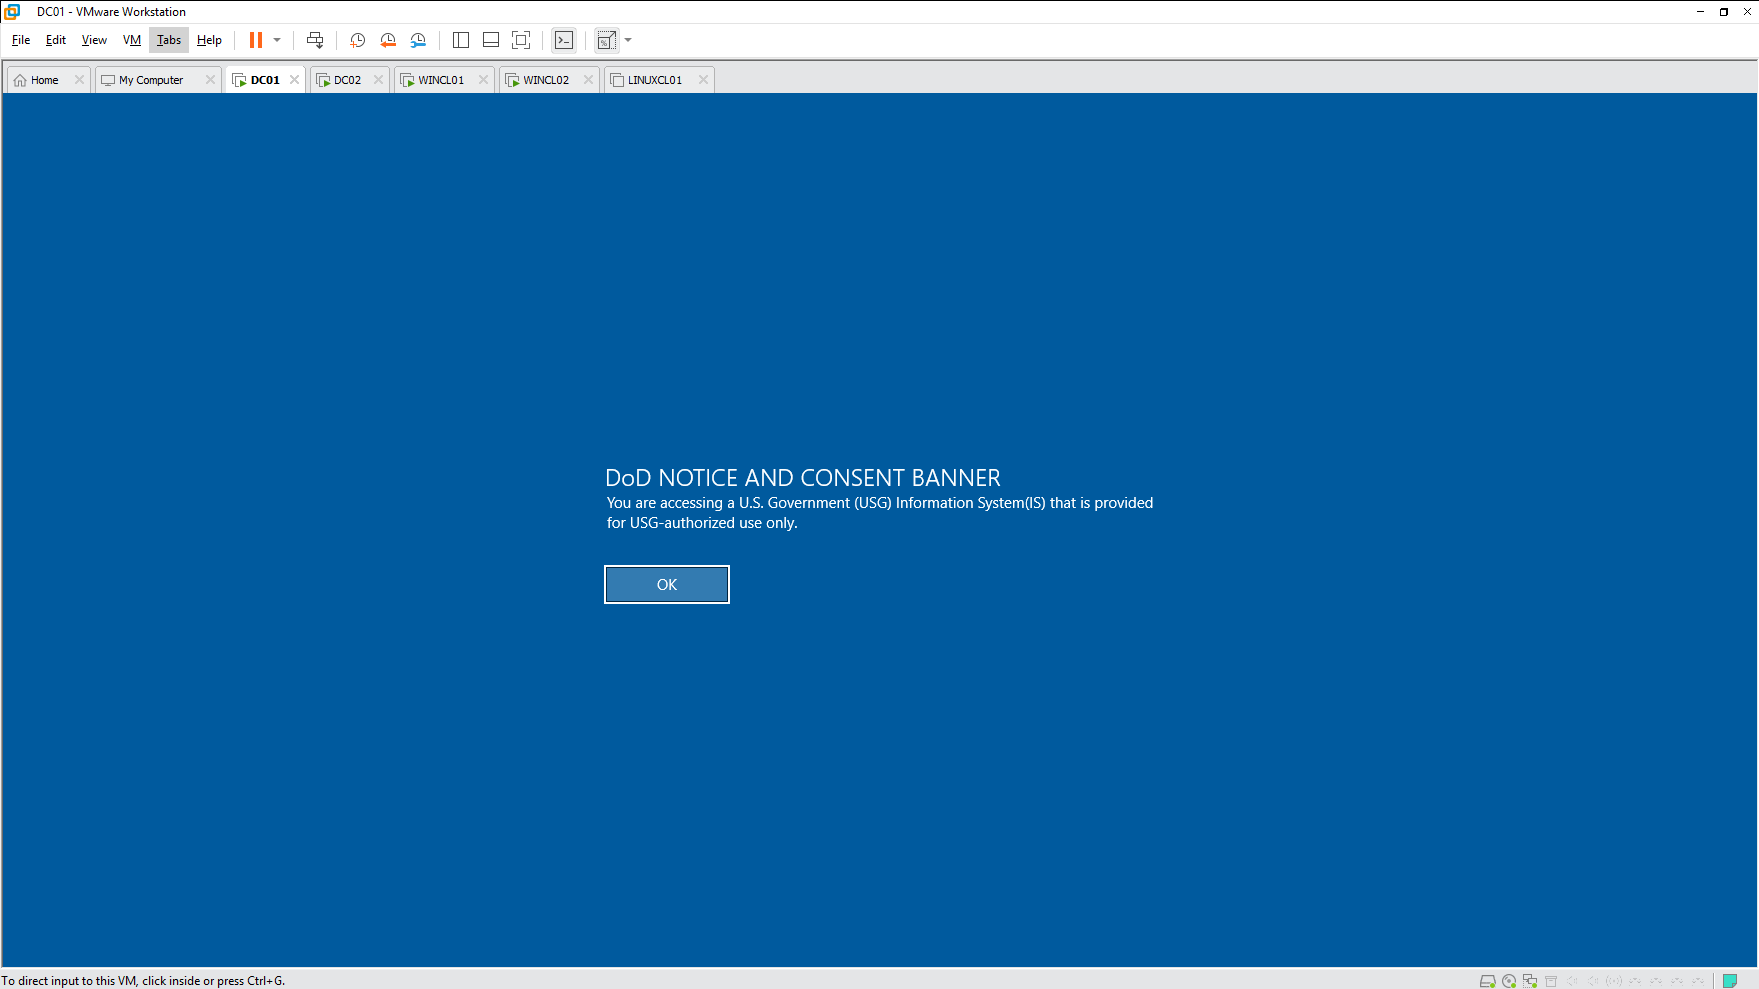 DC01 - VMware Workstation
File Edit View VM Tabs Help
Home My Computer DC01 DC02 WINCL01 WINCL02 LINUXCL01
DoD NOTICE AND CONSENT BANNER
You are accessing a U.S. Government (USG) Information System(IS) that is provided
for USG-authorized use only.
OK
To direct input to this VM, click inside or press Ctrl+G.